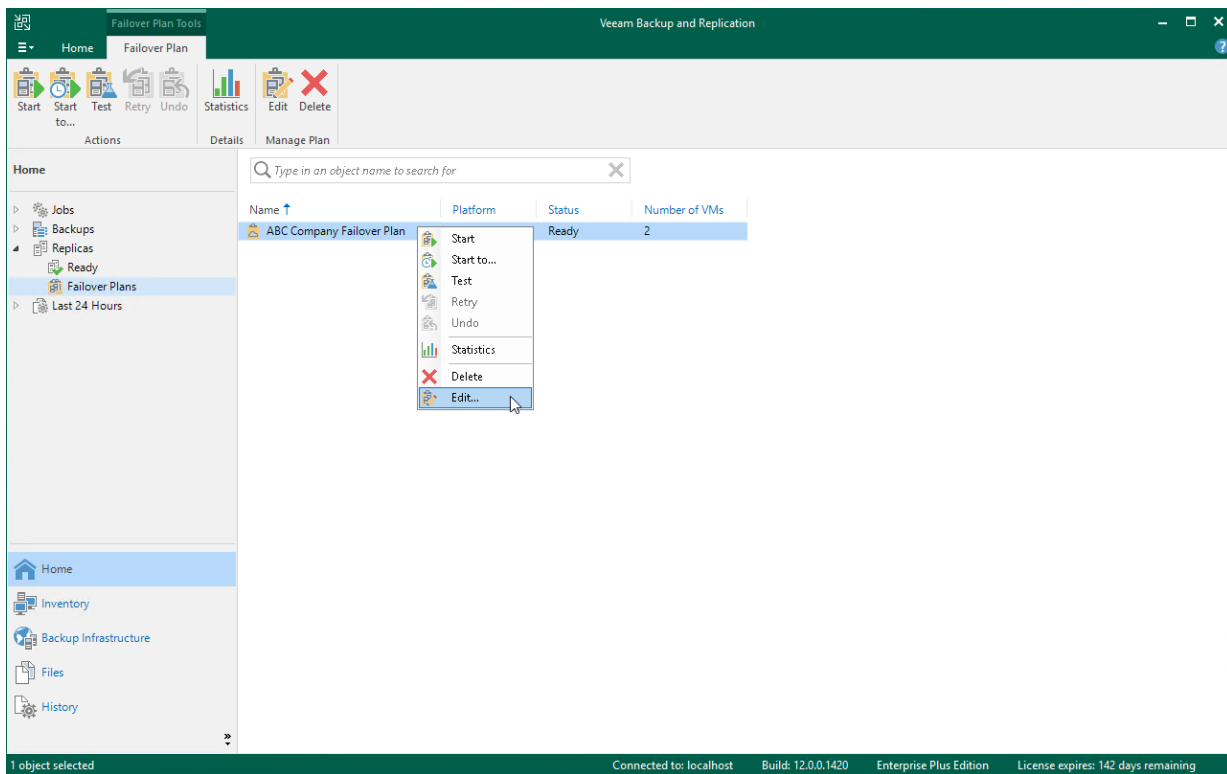 Failover Plan Tools
Veeam Backup and Replication
Home
Failover Plan
Start
Start to...
Test
Retry
Undo
Statistics
Edit
Delete
Actions
Details
Manage Plan
Home
Type in an object name to search for
Jobs
Backups
Replicas
Ready
Failover Plans
Last 24 Hours
Name
Platform
Status
Number of VMs
ABC Company Failover Plan
Ready
2
Start
Start to...
Test
Retry
Undo
Statistics
Delete
Edit...
Home
Inventory
Backup Infrastructure
Files
History
1 object selected
Connected to: localhost
Build: 12.0.0.1420
Enterprise Plus Edition
License expires: 142 days remaining